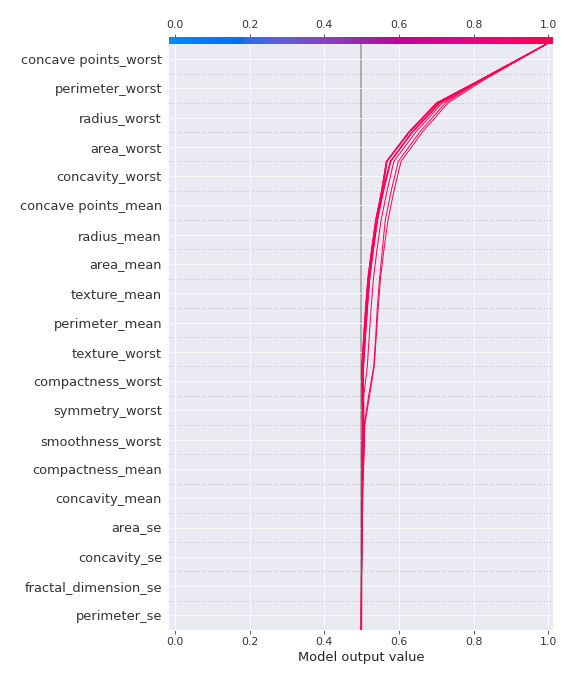 0.0 0.2 0.4 0.6 0.8 1.0
concave points_worst
perimeter_worst
radius_worst
area_worst
concavity_worst
concave points_mean
radius_mean
area_mean
texture_mean
perimeter_mean
texture_worst
compactness_worst
symmetry_worst
smoothness_worst
compactness_mean
concavity_mean
area_se
concavity_se
fractal_dimension_se
perimeter_se
0.0 0.2 0.4 0.6 0.8 1.0
Model output value